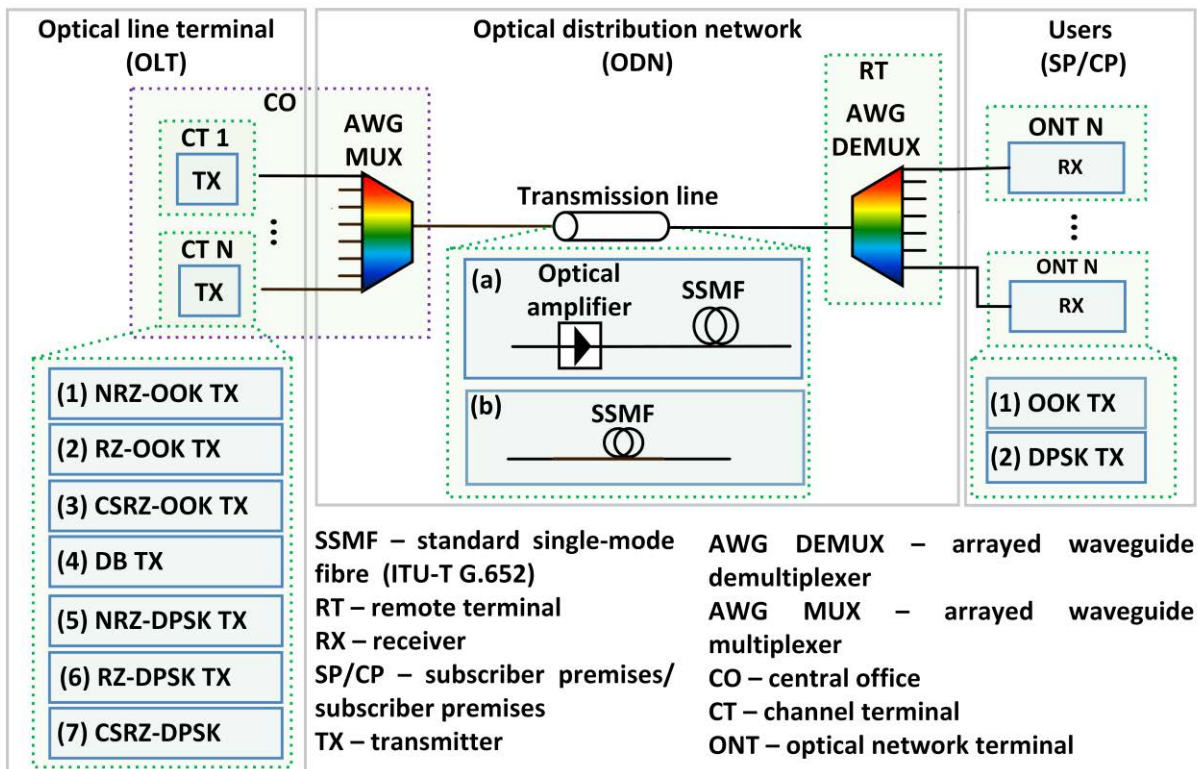 Optical line terminal
(OLT)
Optical distribution network
(ODN)
Users
(SP/CP)
CO
CT 1
TX
...
CT N
TX
AWG
MUX
Transmission line
RT
AWG
DEMUX
ONT N
RX
...
ONT N
RX
(a)
Optical
amplifier
SSMF
(b)
SSMF
(1) NRZ-OOK TX
(2) RZ-OOK TX
(3) CSRZ-OOK TX
(4) DB TX
(5) NRZ-DPSK TX
(6) RZ-DPSK TX
(7) CSRZ-DPSK
(1) OOK TX
(2) DPSK TX
SSMF – standard single-mode
fibre (ITU-T G.652)
RT – remote terminal
RX – receiver
SP/CP – subscriber premises/
subscriber premises
TX – transmitter
AWG DEMUX – arrayed waveguide
demultiplexer
AWG MUX – arrayed waveguide
multiplexer
CO – central office
CT – channel terminal
ONT – optical network terminal